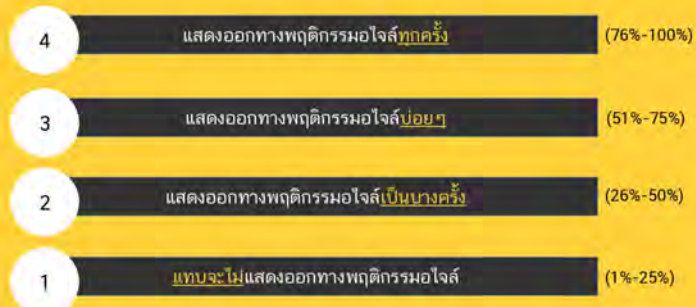 4 แสดงออกทางพฤติกรรมอไจล์ทุกครั้ง (76%-100%)
3 แสดงออกทางพฤติกรรมอไจล์บ่อยๆ (51%-75%)
2 แสดงออกทางพฤติกรรมอไจล์เป็นบางครั้ง (26%-50%)
1 แทบจะไม่แสดงออกทางพฤติกรรมอไจล์ (1%-25%)